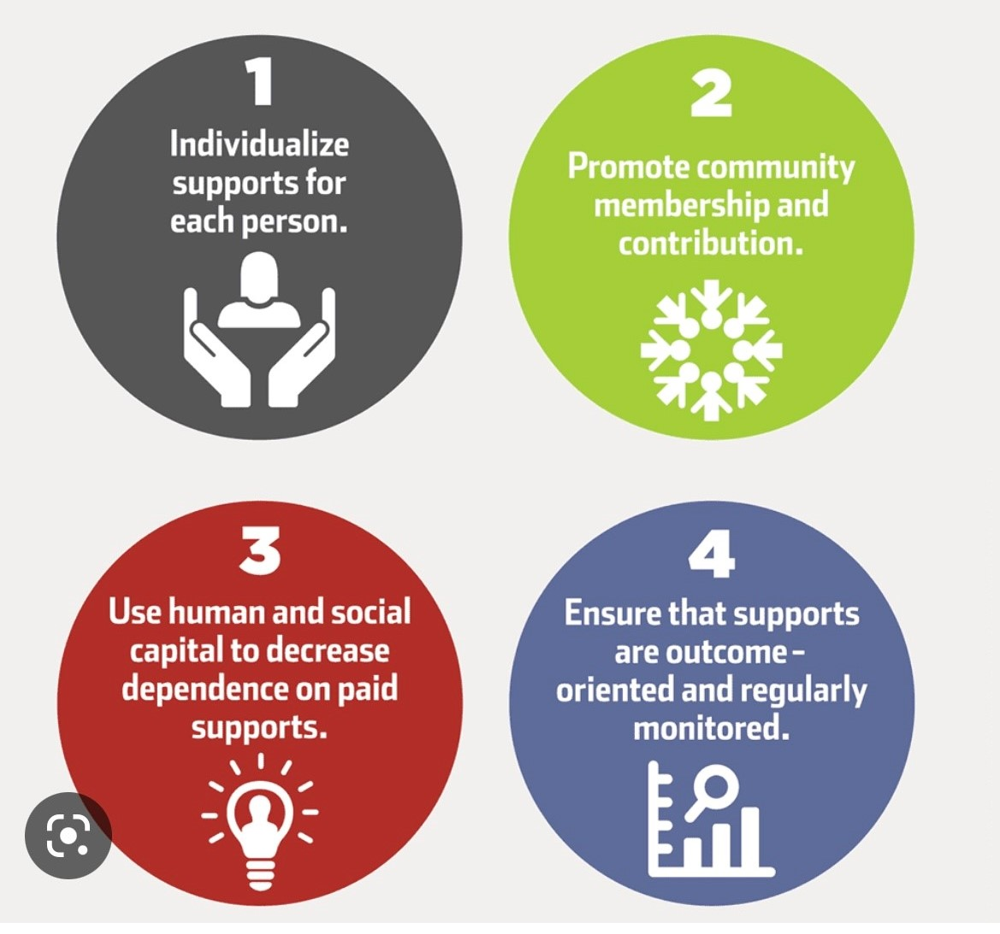 1
Individualize
supports for
each person.
2
Promote community
membership and
contribution.
3
Use human and social
capital to decrease
dependence on paid
supports.
4
Ensure that supports
are outcome-
oriented and regularly
monitored.